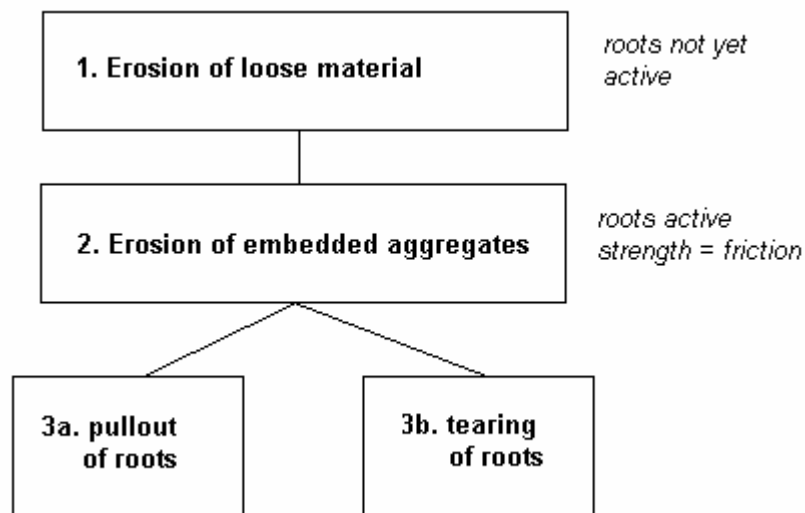 1. Erosion of loose material
roots not yet
active
2. Erosion of embedded aggregates
roots active
strength = friction
3a. pullout
of roots
3b. tearing
of roots